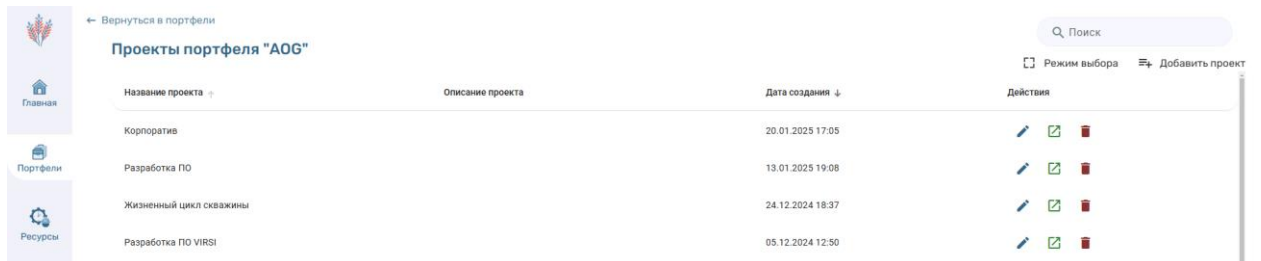 ← Вернуться в портфели
Поиск
Проекты портфеля "AOG"
Режим выбора Добавить проект
Главная
Название проекта ↑ Описание проекта Дата создания ↓ Действия
Корпоратив 20.01.2025 17:05
Портфели
Разработка ПО 13.01.2025 19:08
Жизненный цикл скважины 24.12.2024 18:37
Ресурсы
Разработка ПО VIRSI 05.12.2024 12:50